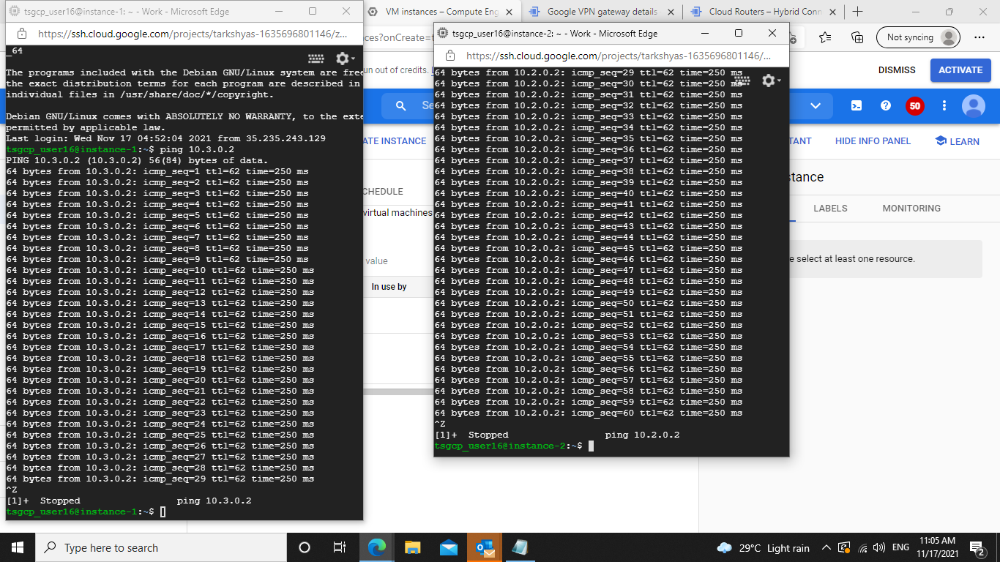 tsgcp_user16@instance-1: ~ - Work - Microsoft Edge
https://ssh.cloud.google.com/projects/tarkshyas-1635696801146/z...
_64
The programs included with the Debian GNU/Linux system are free
the exact distribution terms for each program are described in
individual files in /usr/share/doc/*/copyright.
Debian GNU/Linux comes with ABSOLUTELY NO WARRANTY, to the exte
permitted by applicable law.
Last login: Wed Nov 17 04:52:04 2021 from 35.235.243.129
tsgcp_user16@instance-1:~$ ping 10.3.0.2
PING 10.3.0.2 (10.3.0.2) 56(84) bytes of data.
64 bytes from 10.3.0.2: icmp_seq=1 ttl=62 time=250 ms
64 bytes from 10.3.0.2: icmp_seq=2 ttl=62 time=250 ms
64 bytes from 10.3.0.2: icmp_seq=3 ttl=62 time=250 ms
64 bytes from 10.3.0.2: icmp_seq=4 ttl=62 time=250 ms
64 bytes from 10.3.0.2: icmp_seq=5 ttl=62 time=250 ms
64 bytes from 10.3.0.2: icmp_seq=6 ttl=62 time=250 ms
64 bytes from 10.3.0.2: icmp_seq=7 ttl=62 time=250 ms
64 bytes from 10.3.0.2: icmp_seq=8 ttl=62 time=250 ms
64 bytes from 10.3.0.2: icmp_seq=9 ttl=62 time=250 ms
64 bytes from 10.3.0.2: icmp_seq=10 ttl=62 time=250 ms
64 bytes from 10.3.0.2: icmp_seq=11 ttl=62 time=250 ms
64 bytes from 10.3.0.2: icmp_seq=12 ttl=62 time=250 ms
64 bytes from 10.3.0.2: icmp_seq=13 ttl=62 time=250 ms
64 bytes from 10.3.0.2: icmp_seq=14 ttl=62 time=250 ms
64 bytes from 10.3.0.2: icmp_seq=15 ttl=62 time=250 ms
64 bytes from 10.3.0.2: icmp_seq=16 ttl=62 time=250 ms
64 bytes from 10.3.0.2: icmp_seq=17 ttl=62 time=250 ms
64 bytes from 10.3.0.2: icmp_seq=18 ttl=62 time=250 ms
64 bytes from 10.3.0.2: icmp_seq=19 ttl=62 time=250 ms
64 bytes from 10.3.0.2: icmp_seq=20 ttl=62 time=250 ms
64 bytes from 10.3.0.2: icmp_seq=21 ttl=62 time=250 ms
64 bytes from 10.3.0.2: icmp_seq=22 ttl=62 time=250 ms
64 bytes from 10.3.0.2: icmp_seq=23 ttl=62 time=250 ms
64 bytes from 10.3.0.2: icmp_seq=24 ttl=62 time=250 ms
64 bytes from 10.3.0.2: icmp_seq=25 ttl=62 time=250 ms
64 bytes from 10.3.0.2: icmp_seq=26 ttl=62 time=250 ms
64 bytes from 10.3.0.2: icmp_seq=27 ttl=62 time=250 ms
64 bytes from 10.3.0.2: icmp_seq=28 ttl=62 time=250 ms
64 bytes from 10.3.0.2: icmp_seq=29 ttl=62 time=250 ms
^Z
[1]+  Stopped                 ping 10.3.0.2
tsgcp_user16@instance-1:~$
VM instances – Compute Eng
Google VPN gateway details
Cloud Routers – Hybrid Conn
ces?onCreate=t
Not syncing
un out of credits.
DISMISS
ACTIVATE
Se
50
ATE INSTANCE
TANT
HIDE INFO PANEL
LEARN
CHEDULE
virtual machines
value
In use by
stance
LABELS
MONITORING
e select at least one resource.
tsgcp_user16@instance-2: ~ - Work - Microsoft Edge
https://ssh.cloud.google.com/projects/tarkshyas-1635696801146/...
64 bytes from 10.2.0.2: icmp_seq=29 ttl=62 time=250 ms
64 bytes from 10.2.0.2: icmp_seq=30 ttl=62 time=250 ms
64 bytes from 10.2.0.2: icmp_seq=31 ttl=62 time=250 ms
64 bytes from 10.2.0.2: icmp_seq=32 ttl=62 time=250 ms
64 bytes from 10.2.0.2: icmp_seq=33 ttl=62 time=250 ms
64 bytes from 10.2.0.2: icmp_seq=34 ttl=62 time=250 ms
64 bytes from 10.2.0.2: icmp_seq=35 ttl=62 time=250 ms
64 bytes from 10.2.0.2: icmp_seq=36 ttl=62 time=250 ms
64 bytes from 10.2.0.2: icmp_seq=37 ttl=62 time=250 ms
64 bytes from 10.2.0.2: icmp_seq=38 ttl=62 time=250 ms
64 bytes from 10.2.0.2: icmp_seq=39 ttl=62 time=250 ms
64 bytes from 10.2.0.2: icmp_seq=40 ttl=62 time=250 ms
64 bytes from 10.2.0.2: icmp_seq=41 ttl=62 time=250 ms
64 bytes from 10.2.0.2: icmp_seq=42 ttl=62 time=250 ms
64 bytes from 10.2.0.2: icmp_seq=43 ttl=62 time=250 ms
64 bytes from 10.2.0.2: icmp_seq=44 ttl=62 time=250 ms
64 bytes from 10.2.0.2: icmp_seq=45 ttl=62 time=250 ms
64 bytes from 10.2.0.2: icmp_seq=46 ttl=62 time=250 ms
64 bytes from 10.2.0.2: icmp_seq=47 ttl=62 time=250 ms
64 bytes from 10.2.0.2: icmp_seq=48 ttl=62 time=250 ms
64 bytes from 10.2.0.2: icmp_seq=49 ttl=62 time=250 ms
64 bytes from 10.2.0.2: icmp_seq=50 ttl=62 time=250 ms
64 bytes from 10.2.0.2: icmp_seq=51 ttl=62 time=250 ms
64 bytes from 10.2.0.2: icmp_seq=52 ttl=62 time=250 ms
64 bytes from 10.2.0.2: icmp_seq=53 ttl=62 time=250 ms
64 bytes from 10.2.0.2: icmp_seq=54 ttl=62 time=250 ms
64 bytes from 10.2.0.2: icmp_seq=55 ttl=62 time=250 ms
64 bytes from 10.2.0.2: icmp_seq=56 ttl=62 time=250 ms
64 bytes from 10.2.0.2: icmp_seq=57 ttl=62 time=250 ms
64 bytes from 10.2.0.2: icmp_seq=58 ttl=62 time=250 ms
64 bytes from 10.2.0.2: icmp_seq=59 ttl=62 time=250 ms
64 bytes from 10.2.0.2: icmp_seq=60 ttl=62 time=250 ms
^Z
[1]+  Stopped                 ping 10.2.0.2
tsgcp_user16@instance-2:~$
Type here to search
29°C Light rain
ENG
11:05 AM
11/17/2021
2